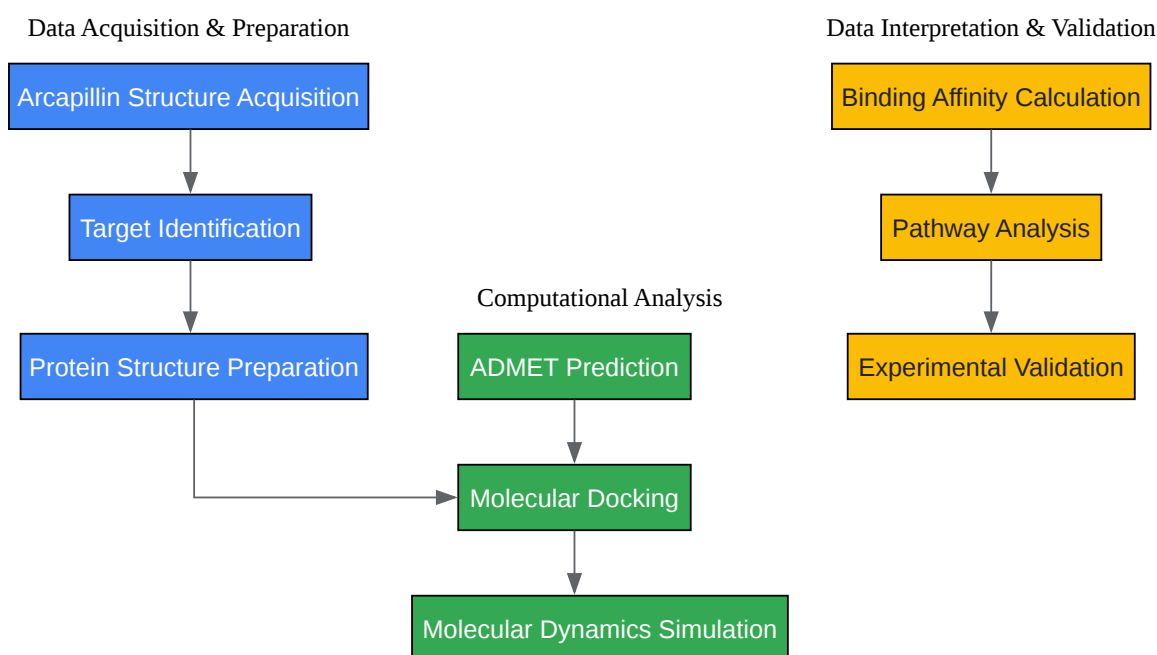 Data Acquisition & Preparation
Arcapillin Structure Acquisition
Target Identification
Protein Structure Preparation
Computational Analysis
ADMET Prediction
Molecular Docking
Molecular Dynamics Simulation
Data Interpretation & Validation
Binding Affinity Calculation
Pathway Analysis
Experimental Validation